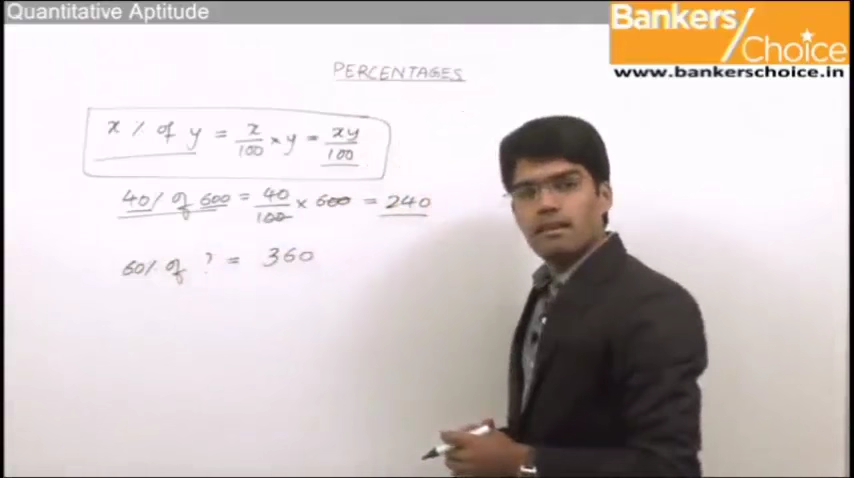 Quantitative Aptitude
Bankers
Choice
www.bankerschoice.in
PERCENTAGES
x % of y = x/100 × y = xy/100
40% of 600 = 40/100 × 600 = 240
60% of ? = 360